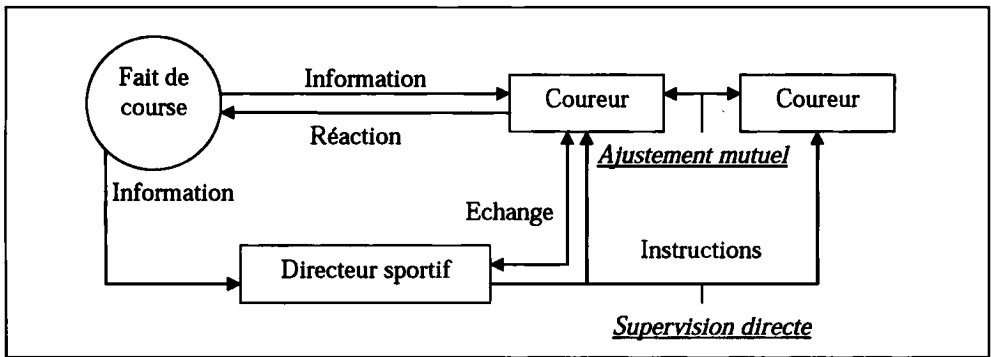 Fait de
course
Information
Réaction
Coureur
Coureur
Ajustement mutuel
Information
Echange
Directeur sportif
Instructions
Supervision directe